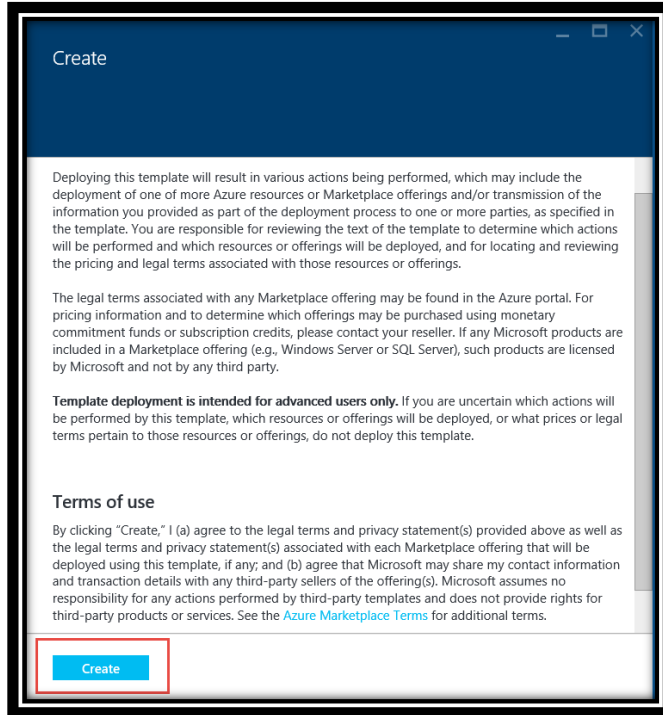 Create
Deploying this template will result in various actions being performed, which may include the
deployment of one of more Azure resources or Marketplace offerings and/or transmission of the
information you provided as part of the deployment process to one or more parties, as specified in
the template. You are responsible for reviewing the text of the template to determine which actions
will be performed and which resources or offerings will be deployed, and for locating and reviewing
the pricing and legal terms associated with those resources or offerings.
The legal terms associated with any Marketplace offering may be found in the Azure portal. For
pricing information and to determine which offerings may be purchased using monetary
commitment funds or subscription credits, please contact your reseller. If any Microsoft products are
included in a Marketplace offering (e.g., Windows Server or SQL Server), such products are licensed
by Microsoft and not by any third party.
Template deployment is intended for advanced users only. If you are uncertain which actions will
be performed by this template, which resources or offerings will be deployed, or what prices or legal
terms pertain to those resources or offerings, do not deploy this template.
Terms of use
By clicking “Create,” I (a) agree to the legal terms and privacy statement(s) provided above as well as
the legal terms and privacy statement(s) associated with each Marketplace offering that will be
deployed using this template, if any; and (b) agree that Microsoft may share my contact information
and transaction details with any third-party sellers of the offering(s). Microsoft assumes no
responsibility for any actions performed by third-party templates and does not provide rights for
third-party products or services. See the Azure Marketplace Terms for additional terms.
Create